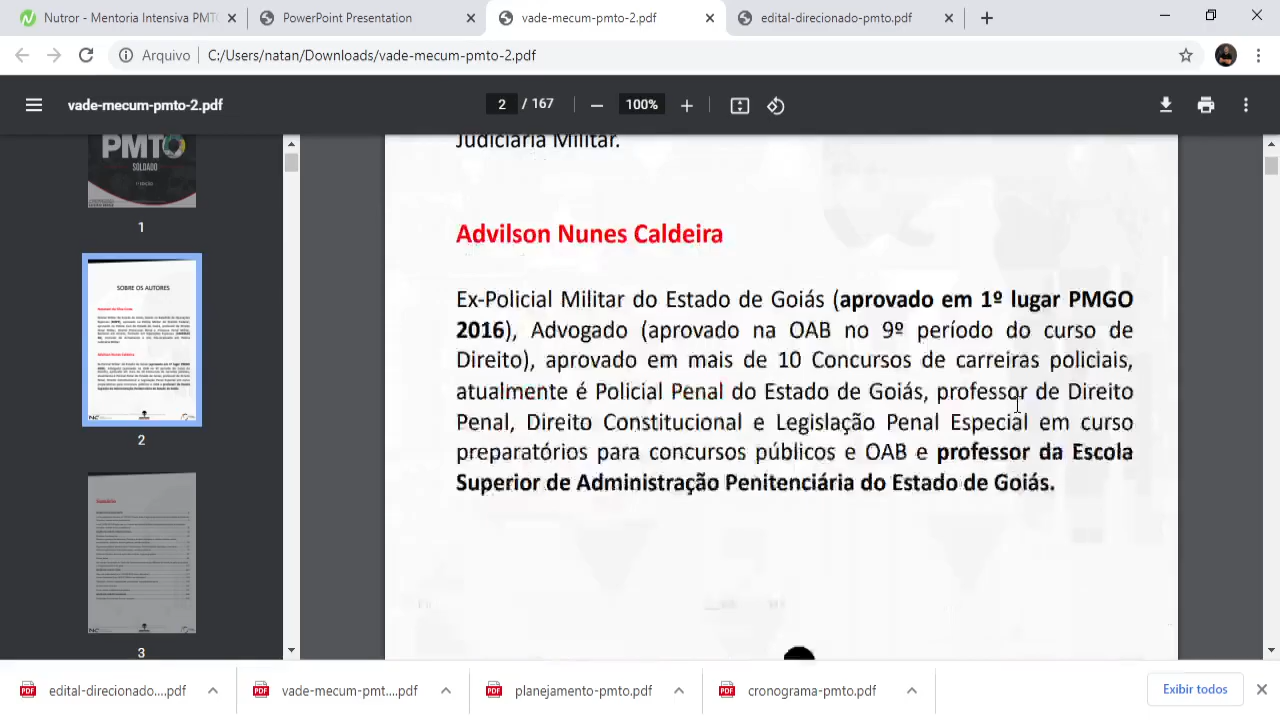 Nutror - Mentoria Intensiva PMT
PowerPoint Presentation
vade-mecum-pmto-2.pdf
edital-direcionado-pmto.pdf
Arquivo
C:/Users/natan/Downloads/vade-mecum-pmto-2.pdf
vade-mecum-pmto-2.pdf
2 / 167
100%
PMTO
SOLDADO
1
SOBRE OS AUTORES
2
Sumário
3
Judiciária Militar.
Advilson Nunes Caldeira
Ex-Policial Militar do Estado de Goiás (aprovado em 1º lugar PMGO
2016), Advogado (aprovado na OAB no 9º período do curso de
Direito), aprovado em mais de 10 Concursos de carreiras policiais,
atualmente é Policial Penal do Estado de Goiás, professor de Direito
Penal, Direito Constitucional e Legislação Penal Especial em curso
preparatórios para concursos públicos e OAB e professor da Escola
Superior de Administração Penitenciária do Estado de Goiás.
edital-direcionado....pdf
vade-mecum-pmt....pdf
planejamento-pmto.pdf
cronograma-pmto.pdf
Exibir todos